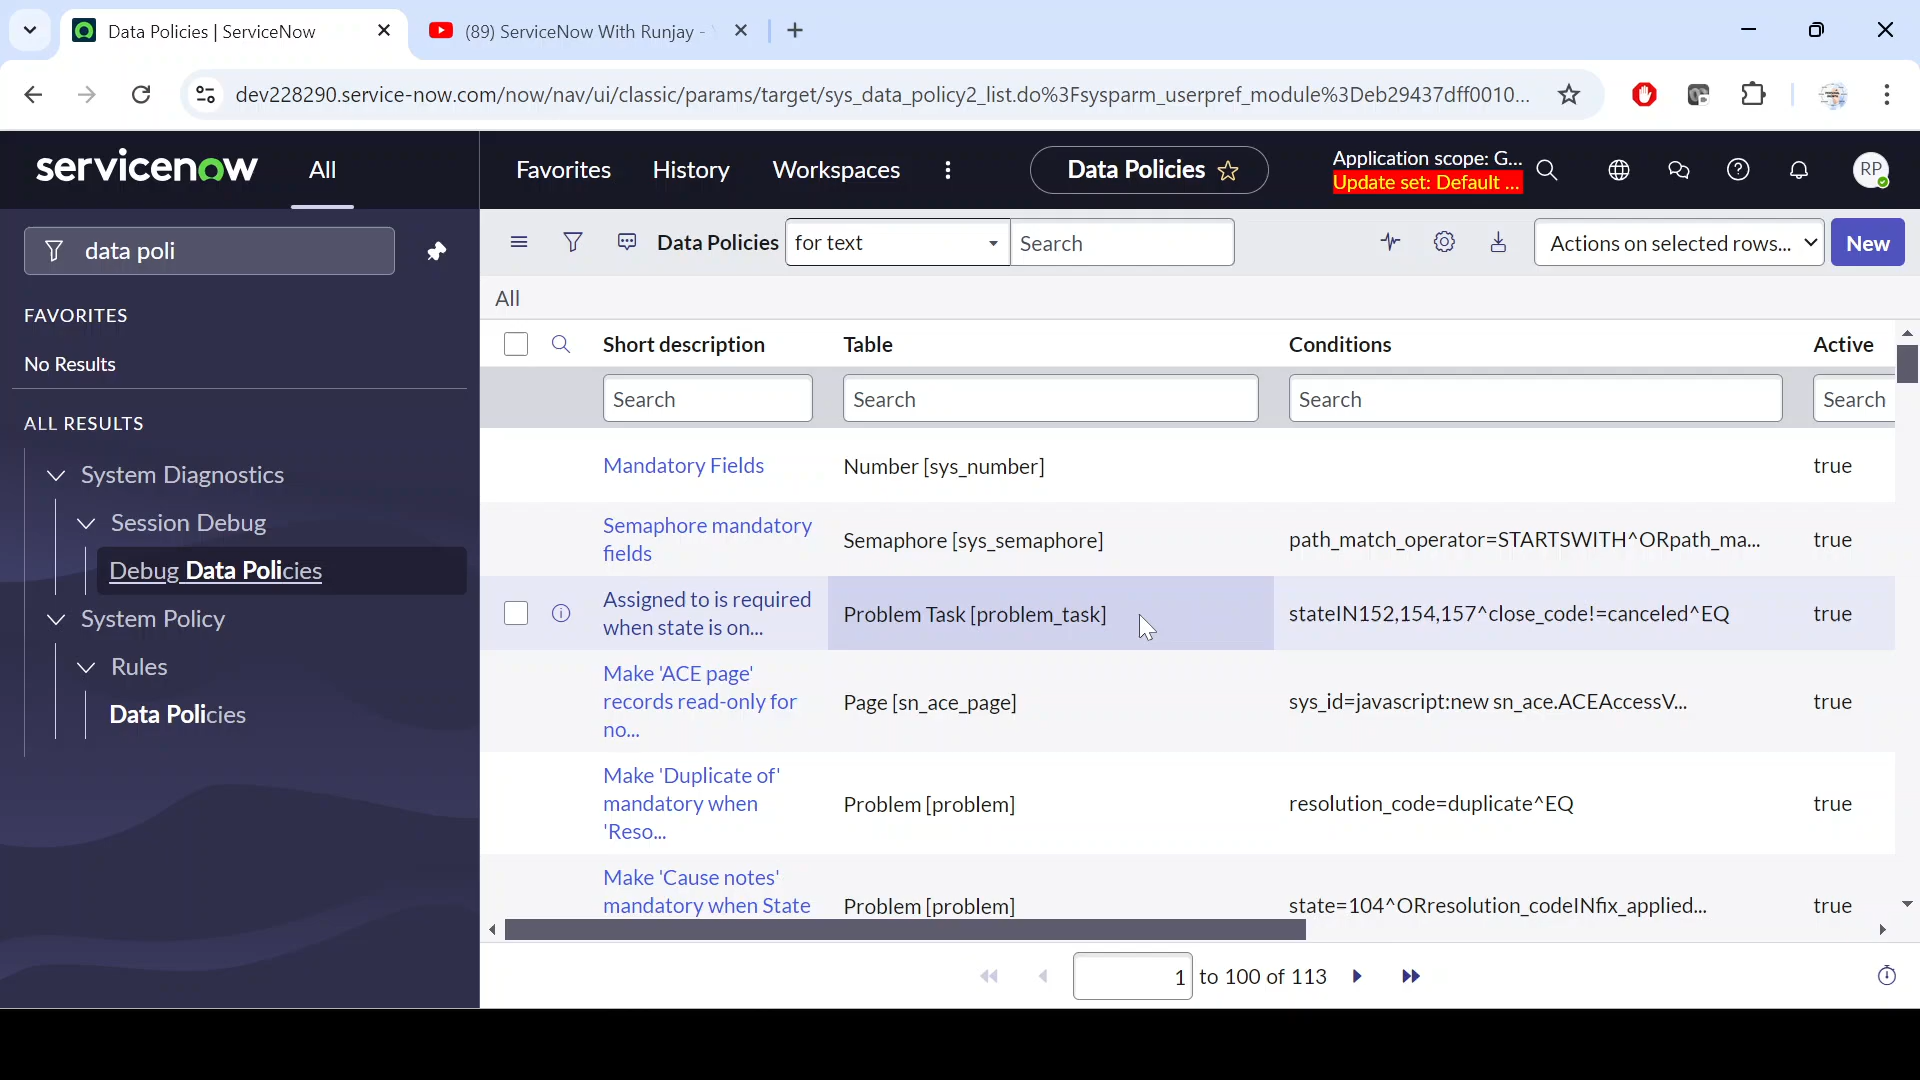 Data Policies | ServiceNow
(89) ServiceNow With Runjay -
dev228290.service-now.com/now/nav/ui/classic/params/target/sys_data_policy2_list.do%3Fsysparm_userpref_module%3Deb29437dff0010...
servicenow
All
Favorites
History
Workspaces
Data Policies
Application scope: G...
Update set: Default ...
RP
data poli
Data Policies
for text
Search
Actions on selected rows...
New
FAVORITES
No Results
ALL RESULTS
System Diagnostics
Session Debug
Debug Data Policies
System Policy
Rules
Data Policies
All
Short description
Table
Conditions
Active
Search
Search
Search
Search
Mandatory Fields
Number [sys_number]
true
Semaphore mandatory
fields
Semaphore [sys_semaphore]
path_match_operator=STARTSWITH^ORpath_ma...
true
Assigned to is required
when state is on...
Problem Task [problem_task]
stateIN152,154,157^close_code!=canceled^EQ
true
Make 'ACE page'
records read-only for
no...
Page [sn_ace_page]
sys_id=javascript:new sn_ace.ACEAccessV...
true
Make 'Duplicate of'
mandatory when
'Reso...
Problem [problem]
resolution_code=duplicate^EQ
true
Make 'Cause notes'
mandatory when State
Problem [problem]
state=104^ORresolution_codeINfix_applied...
true
1 to 100 of 113